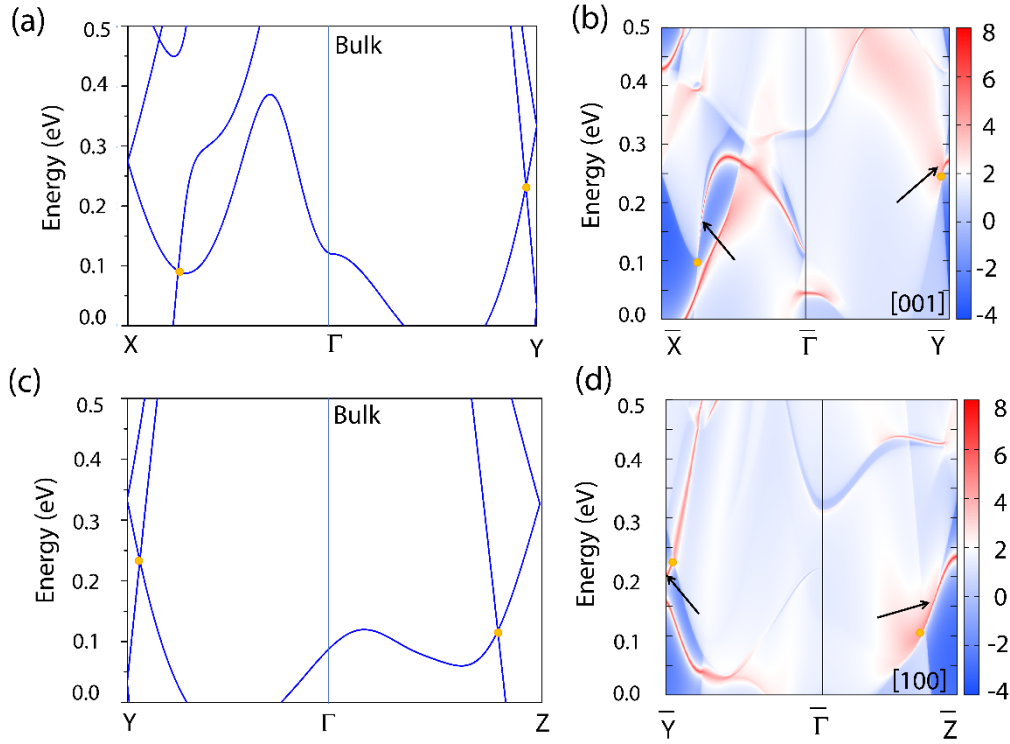 (a)
Energy (eV)
0.5
0.4
0.3
0.2
0.1
0.0
Bulk
X
Γ
Y
(b)
Energy (eV)
0.5
0.4
0.3
0.2
0.1
0.0
[001]
X̅
Γ̅
Y̅
8
6
4
2
0
-2
-4
(c)
Energy (eV)
0.5
0.4
0.3
0.2
0.1
0.0
Bulk
Y
Γ
Z
(d)
Energy (eV)
0.5
0.4
0.3
0.2
0.1
0.0
[100]
Y̅
Γ̅
Z̅
8
6
4
2
0
-2
-4